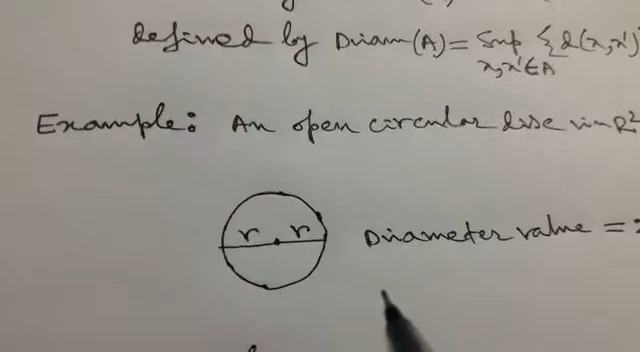 defined by Diam(A) = Sup {d(x,x')
x,x'∈A
Example: An open circular disc in R²
r r Diameter value =